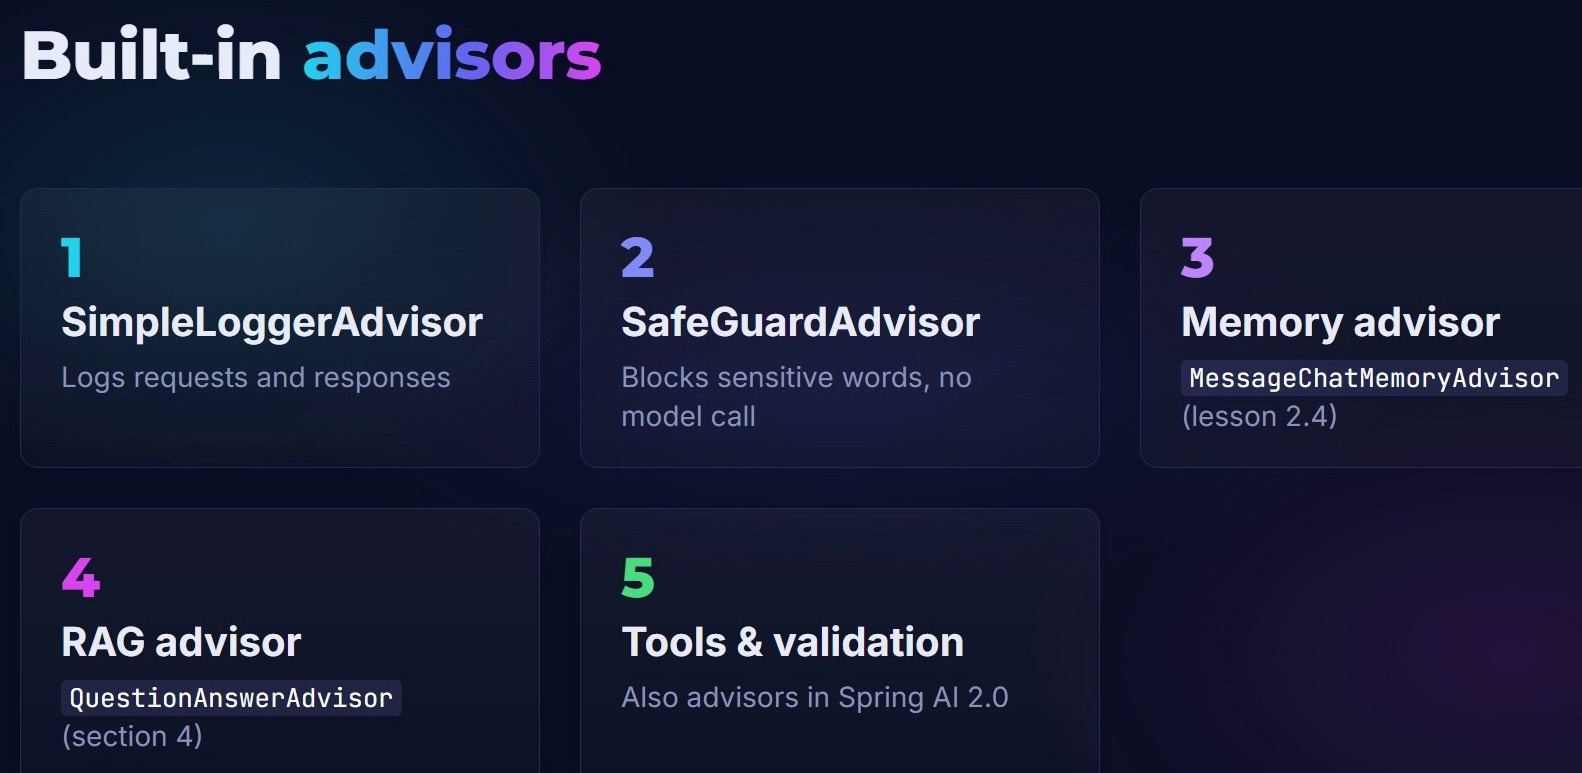 Built-in advisors
1
SimpleLoggerAdvisor
Logs requests and responses
2
SafeGuardAdvisor
Blocks sensitive words, no
model call
3
Memory advisor
MessageChatMemoryAdvisor
(lesson 2.4)
4
RAG advisor
QuestionAnswerAdvisor
(section 4)
5
Tools & validation
Also advisors in Spring AI 2.0